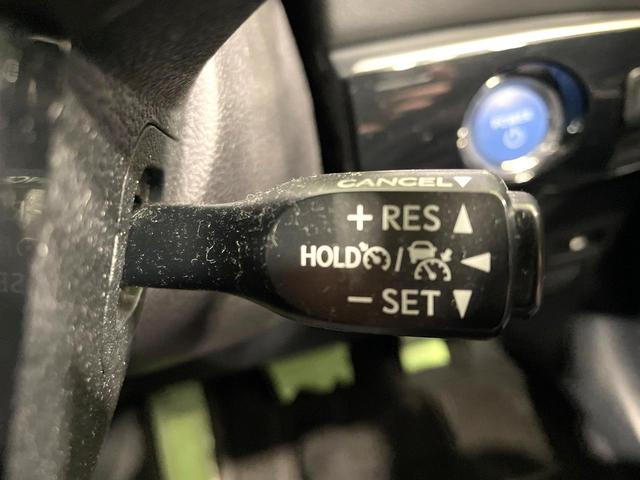 CANCEL▼
+ RES ▲
HOLD / ◀
− SET ▼